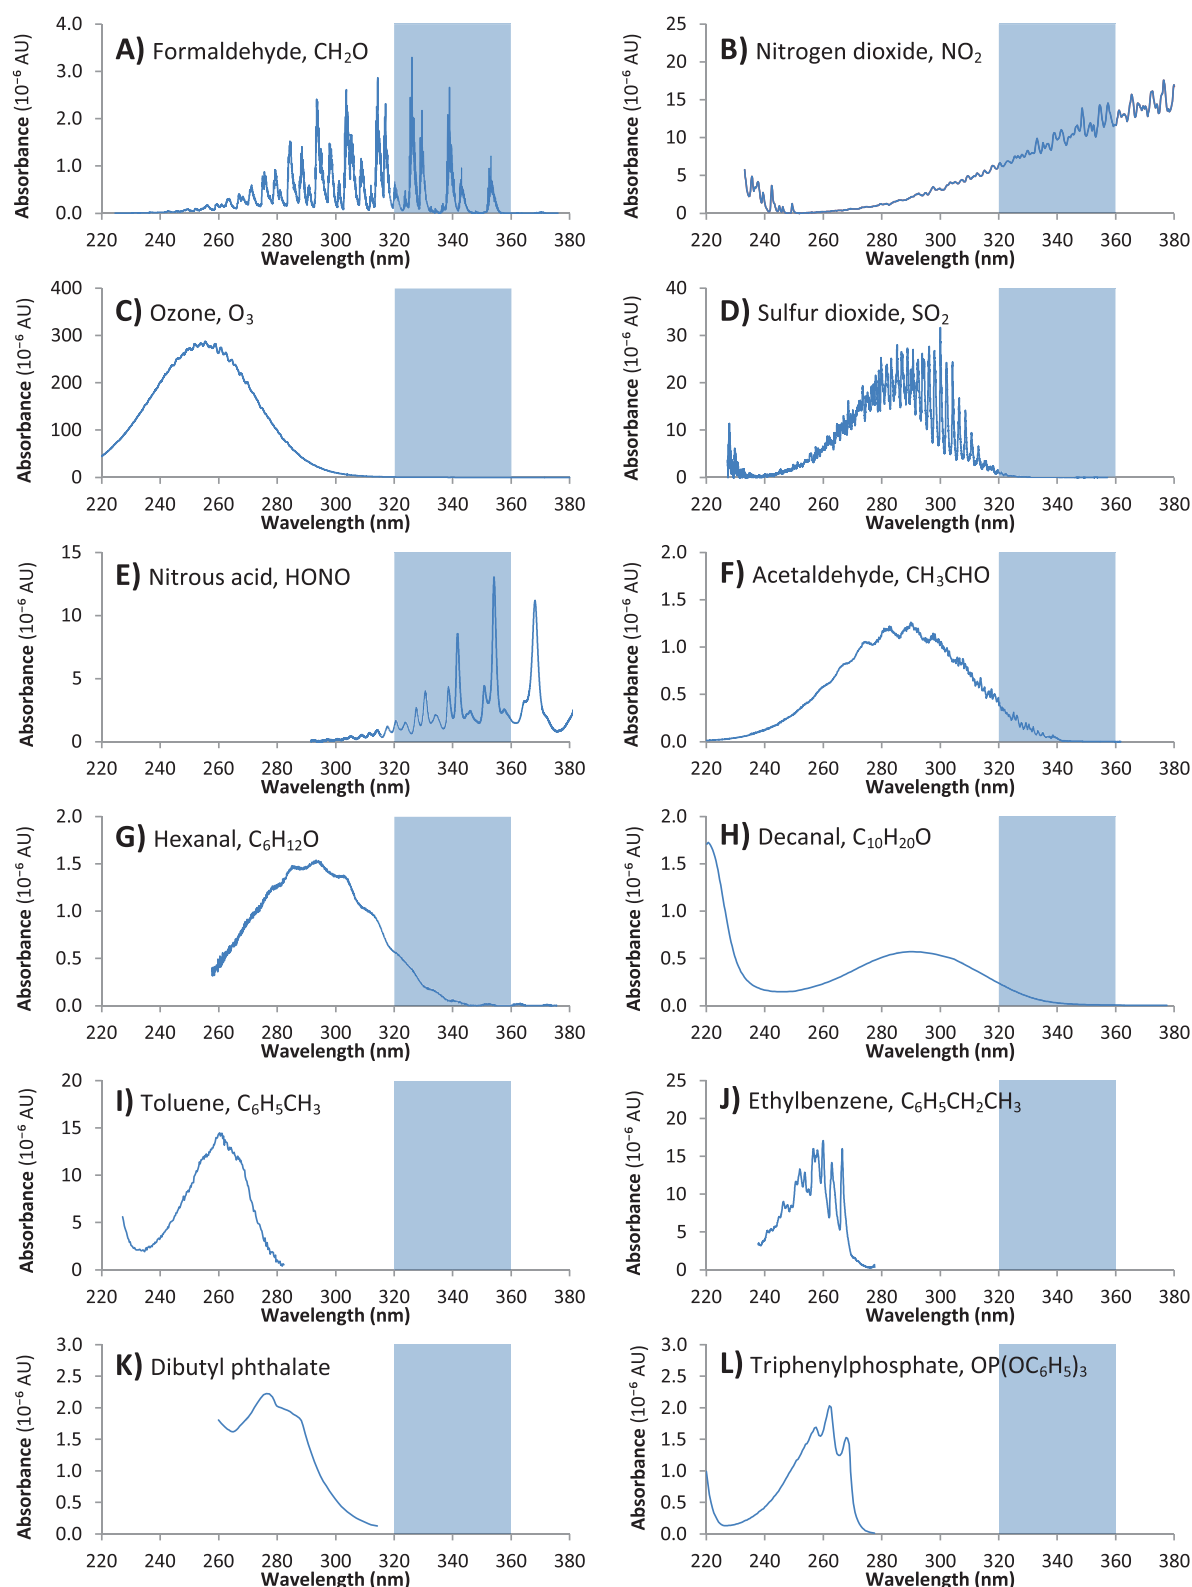 A) Formaldehyde, CH₂O
Absorbance (10⁻⁶ AU)
4.0
3.0
2.0
1.0
0.0
220 240 260 280 300 320 340 360 380
Wavelength (nm)
B) Nitrogen dioxide, NO₂
Absorbance (10⁻⁶ AU)
25
20
15
10
5
0
220 240 260 280 300 320 340 360 380
Wavelength (nm)
C) Ozone, O₃
Absorbance (10⁻⁶ AU)
400
300
200
100
0
220 240 260 280 300 320 340 360 380
Wavelength (nm)
D) Sulfur dioxide, SO₂
Absorbance (10⁻⁶ AU)
40
30
20
10
0
220 240 260 280 300 320 340 360 380
Wavelength (nm)
E) Nitrous acid, HONO
Absorbance (10⁻⁶ AU)
15
10
5
0
220 240 260 280 300 320 340 360 380
Wavelength (nm)
F) Acetaldehyde, CH₃CHO
Absorbance (10⁻⁶ AU)
2.0
1.5
1.0
0.5
0.0
220 240 260 280 300 320 340 360 380
Wavelength (nm)
G) Hexanal, C₆H₁₂O
Absorbance (10⁻⁶ AU)
2.0
1.5
1.0
0.5
0.0
220 240 260 280 300 320 340 360 380
Wavelength (nm)
H) Decanal, C₁₀H₂₀O
Absorbance (10⁻⁶ AU)
2.0
1.5
1.0
0.5
0.0
220 240 260 280 300 320 340 360 380
Wavelength (nm)
I) Toluene, C₆H₅CH₃
Absorbance (10⁻⁶ AU)
20
15
10
5
0
220 240 260 280 300 320 340 360 380
Wavelength (nm)
J) Ethylbenzene, C₆H₅CH₂CH₃
Absorbance (10⁻⁶ AU)
25
20
15
10
5
0
220 240 260 280 300 320 340 360 380
Wavelength (nm)
K) Dibutyl phthalate
Absorbance (10⁻⁶ AU)
3.0
2.5
2.0
1.5
1.0
0.5
0.0
220 240 260 280 300 320 340 360 380
Wavelength (nm)
L) Triphenylphosphate, OP(OC₆H₅)₃
Absorbance (10⁻⁶ AU)
3.0
2.5
2.0
1.5
1.0
0.5
0.0
220 240 260 280 300 320 340 360 380
Wavelength (nm)